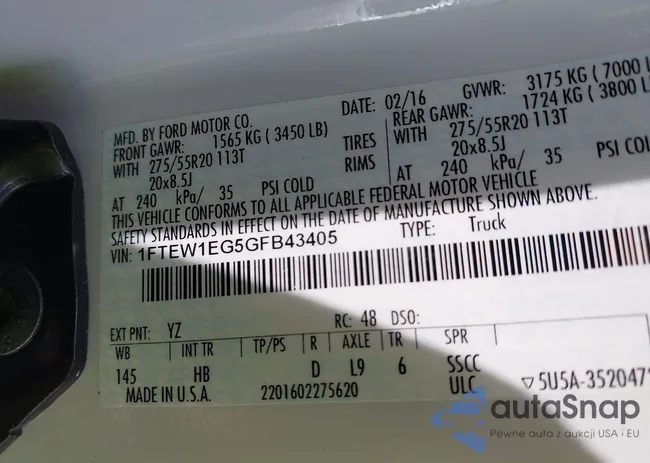 MFD. BY FORD MOTOR CO. DATE: 02/16 GVWR: 3175 KG ( 7000 L
FRONT GAWR: 1565 KG ( 3450 LB) REAR GAWR: 1724 KG ( 3800 LB
WITH 275/55R20 113T TIRES WITH 275/55R20 113T
20x8.5J RIMS 20x8.5J
AT 240 kPa/ 35 PSI COLD AT 240 kPa/ 35 PSI COL
THIS VEHICLE CONFORMS TO ALL APPLICABLE FEDERAL MOTOR VEHICLE
SAFETY STANDARDS IN EFFECT ON THE DATE OF MANUFACTURE SHOWN ABOVE.
VIN: 1FTEW1EG5GFB43405 TYPE: Truck
EXT PNT: YZ RC: 48 DSO:
WB INT TR TP/PS R AXLE TR SPR
145 HB D L9 6 SSCC
MADE IN U.S.A. 2201602275620 ULC ▽5U5A-352047
autaSnap
Pewne auta z aukcji USA i EU